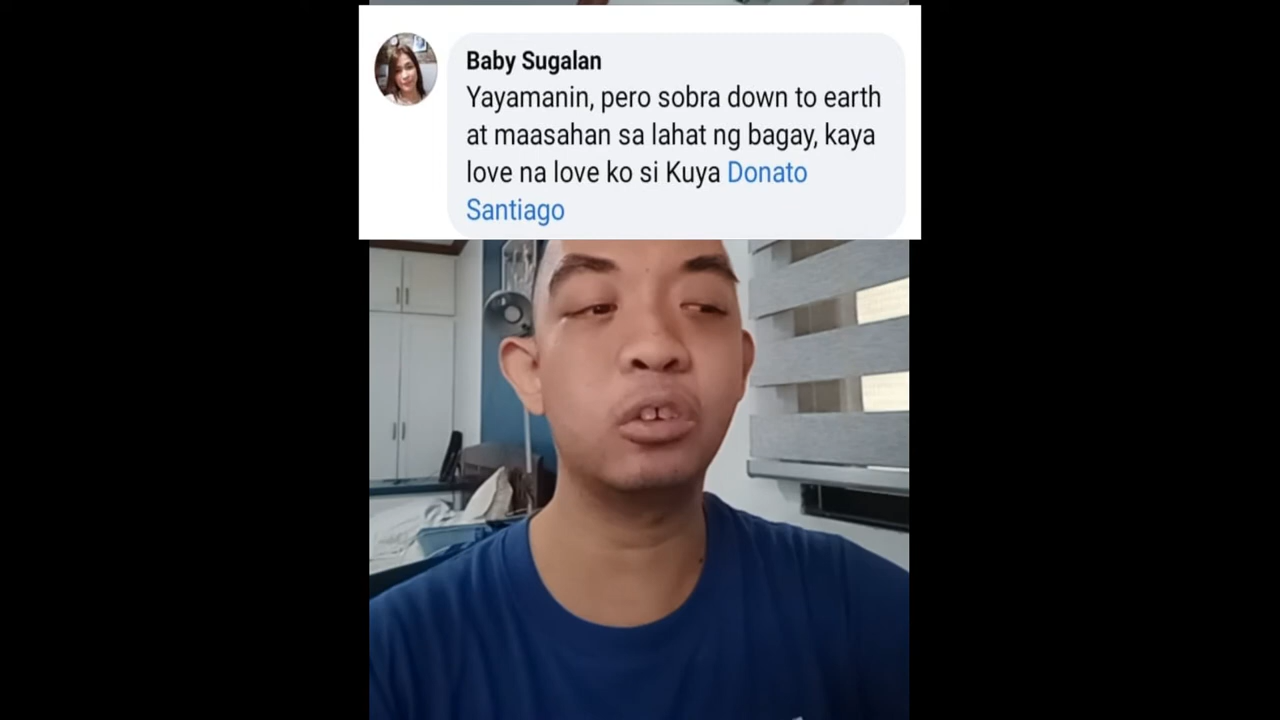 Baby Sugalan
Yayamanin, pero sobra down to earth
at maasahan sa lahat ng bagay, kaya
love na love ko si Kuya Donato
Santiago